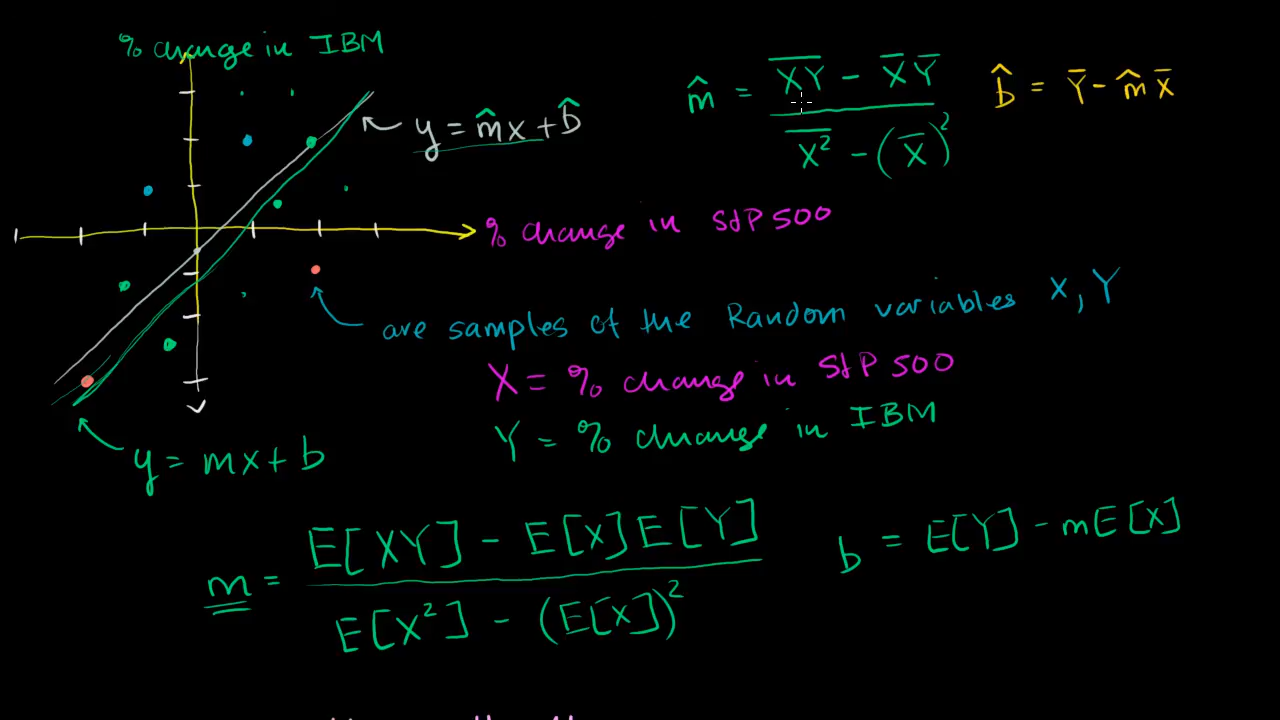 % change in IBM
y = m̂x + b̂
m̂ = (X̅Y̅ - X̅ Y̅) / (X̅²̅ - (X̅)²)
b̂ = Y̅ - m̂ X̅
% change in S&P 500
are samples of the Random variables X, Y
X = % change in S&P 500
Y = % change in IBM
y = mx + b
m = (E[XY] - E[X]E[Y]) / (E[X²] - (E[X])²)
b = E[Y] - mE[X]